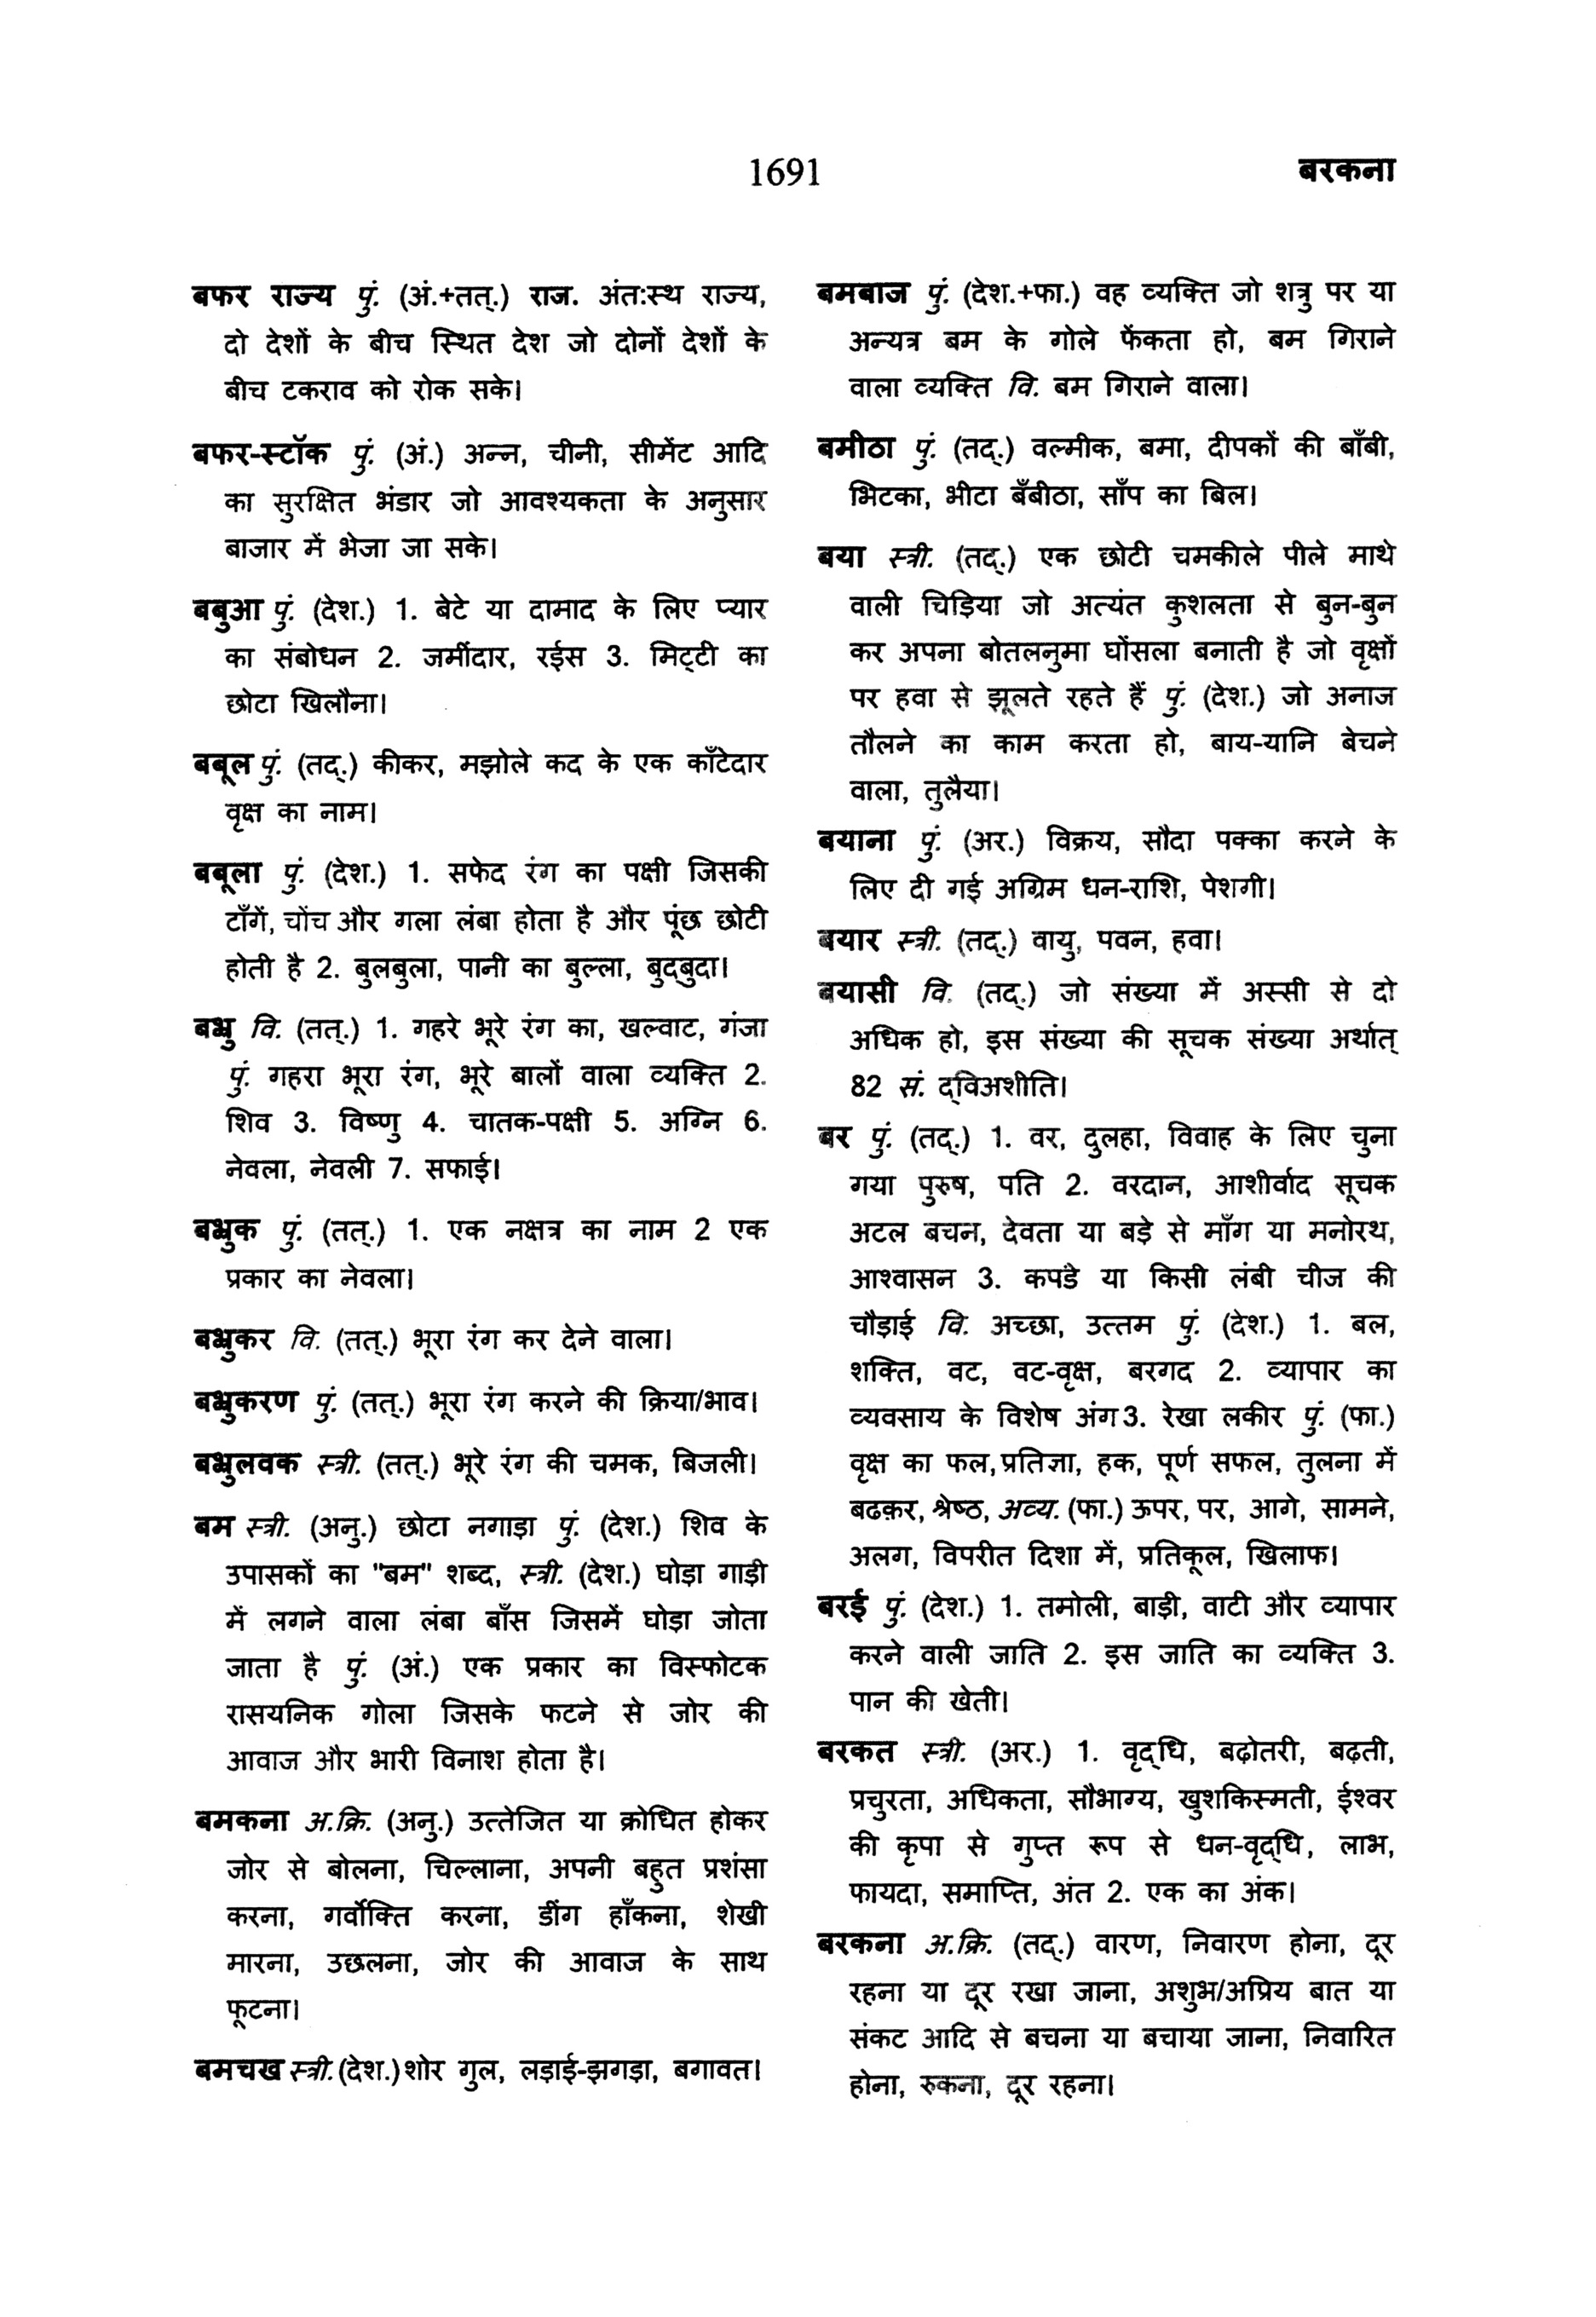 1691
बरकना
बफर राज्य पुं. (अं.+तत्.) राज. अंत:स्थ राज्य,
दो देशों के बीच स्थित देश जो दोनों देशों के
बीच टकराव को रोक सके।
बफर-स्टॉक पुं. (अं.) अन्न, चीनी, सीमेंट आदि
का सुरक्षित भंडार जो आवश्यकता के अनुसार
बाजार में भेजा जा सके।
बबुआ पुं. (देश.) 1. बेटे या दामाद के लिए प्यार
का संबोधन 2. जमींदार, रईस 3. मिट्टी का
छोटा खिलौना।
बबूल पुं. (तद्.) कीकर, मझोले कद के एक काँटेदार
वृक्ष का नाम।
बबूला पुं. (देश.) 1. सफेद रंग का पक्षी जिसकी
टाँगें, चोंच और गला लंबा होता है और पूंछ छोटी
होती है 2. बुलबुला, पानी का बुल्ला, बुदबुदा।
बभ्रु वि. (तत्.) 1. गहरे भूरे रंग का, खल्वाट, गंजा
पुं. गहरा भूरा रंग, भूरे बालों वाला व्यक्ति 2.
शिव 3. विष्णु 4. चातक-पक्षी 5. अग्नि 6.
नेवला, नेवली 7. सफाई।
बभ्रुक पुं. (तत्.) 1. एक नक्षत्र का नाम 2 एक
प्रकार का नेवला।
बभ्रुकर वि. (तत्.) भूरा रंग कर देने वाला।
बभ्रुकरण पुं. (तत्.) भूरा रंग करने की क्रिया/भाव।
बभ्रुलवक स्त्री. (तत्.) भूरे रंग की चमक, बिजली।
बम स्त्री. (अनु.) छोटा नगाड़ा पुं. (देश.) शिव के
उपासकों का "बम" शब्द, स्त्री. (देश.) घोड़ा गाड़ी
में लगने वाला लंबा बाँस जिसमें घोड़ा जोता
जाता है पुं. (अं.) एक प्रकार का विस्फोटक
रासयनिक गोला जिसके फटने से जोर की
आवाज और भारी विनाश होता है।
बमकना अ.क्रि. (अनु.) उत्तेजित या क्रोधित होकर
जोर से बोलना, चिल्लाना, अपनी बहुत प्रशंसा
करना, गर्वोक्ति करना, डींग हाँकना, शेखी
मारना, उछलना, जोर की आवाज के साथ
फूटना।
बमचख स्त्री. (देश.) शोर गुल, लड़ाई-झगड़ा, बगावत।
बमबाज पुं. (देश.+फा.) वह व्यक्ति जो शत्रु पर या
अन्यत्र बम के गोले फेंकता हो, बम गिराने
वाला व्यक्ति वि. बम गिराने वाला।
बमीठा पुं. (तद्.) वल्मीक, बमा, दीपकों की बाँबी,
भिटका, भीटा बँबीठा, साँप का बिल।
बया स्त्री. (तद्.) एक छोटी चमकीले पीले माथे
वाली चिड़िया जो अत्यंत कुशलता से बुन-बुन
कर अपना बोतलनुमा घोंसला बनाती है जो वृक्षों
पर हवा से झूलते रहते हैं पुं. (देश.) जो अनाज
तौलने का काम करता हो, बाय-यानि बेचने
वाला, तुलैया।
बयाना पुं. (अर.) विक्रय, सौदा पक्का करने के
लिए दी गई अग्रिम धन-राशि, पेशगी।
बयार स्त्री. (तद्.) वायु, पवन, हवा।
बयासी वि. (तद्.) जो संख्या में अस्सी से दो
अधिक हो, इस संख्या की सूचक संख्या अर्थात्
82 सं. द्विअशीति।
बर पुं. (तद्.) 1. वर, दुलहा, विवाह के लिए चुना
गया पुरुष, पति 2. वरदान, आशीर्वाद सूचक
अटल बचन, देवता या बड़े से माँग या मनोरथ,
आश्वासन 3. कपडे या किसी लंबी चीज की
चौड़ाई वि. अच्छा, उत्तम पुं. (देश.) 1. बल,
शक्ति, वट, वट-वृक्ष, बरगद 2. व्यापार का
व्यवसाय के विशेष अंग 3. रेखा लकीर पुं. (फा.)
वृक्ष का फल, प्रतिज्ञा, हक, पूर्ण सफल, तुलना में
बढक़र, श्रेष्ठ, अव्य. (फा.) ऊपर, पर, आगे, सामने,
अलग, विपरीत दिशा में, प्रतिकूल, खिलाफ।
बरई पुं. (देश.) 1. तमोली, बाड़ी, वाटी और व्यापार
करने वाली जाति 2. इस जाति का व्यक्ति 3.
पान की खेती।
बरकत स्त्री. (अर.) 1. वृद्धि, बढ़ोतरी, बढ़ती,
प्रचुरता, अधिकता, सौभाग्य, खुशकिस्मती, ईश्वर
की कृपा से गुप्त रूप से धन-वृद्धि, लाभ,
फायदा, समाप्ति, अंत 2. एक का अंक।
बरकना अ.क्रि. (तद्.) वारण, निवारण होना, दूर
रहना या दूर रखा जाना, अशुभ/अप्रिय बात या
संकट आदि से बचना या बचाया जाना, निवारित
होना, रुकना, दूर रहना।